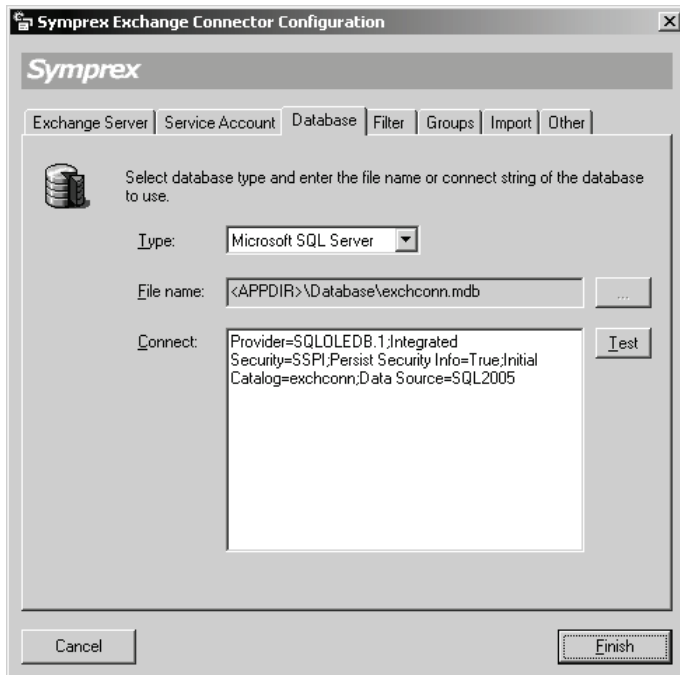 Symprex Exchange Connector Configuration
Symprex
Exchange Server Service Account Database Filter Groups Import Other
Select database type and enter the file name or connect string of the database
to use.
Type: Microsoft SQL Server
File name: <APPDIR>\Database\exchconn.mdb ...
Connect: Provider=SQLOLEDB.1;Integrated Test
Security=SSPI;Persist Security Info=True;Initial
Catalog=exchconn;Data Source=SQL2005
Cancel Finish